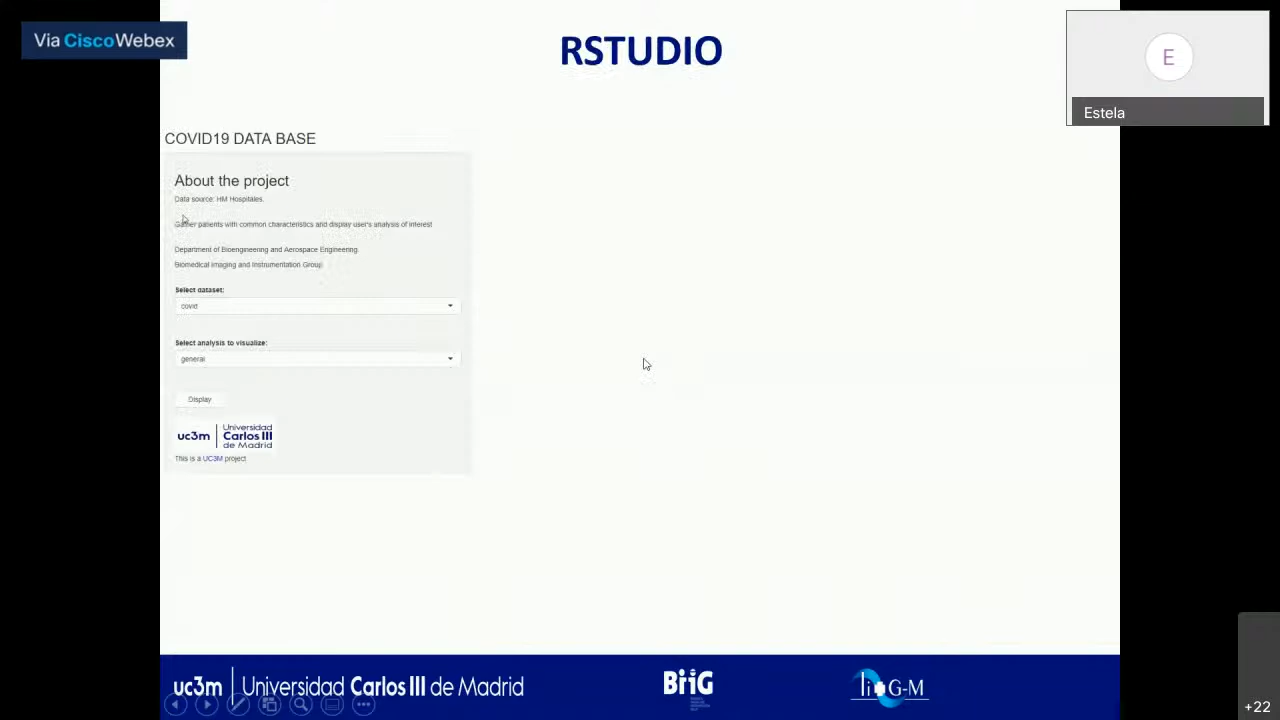 Via Cisco Webex
RSTUDIO
E
Estela
COVID19 DATA BASE
About the project
Data source: HM Hospitales.
Gather patients with common characteristics and display user's analysis of interest
Department of Bioengineering and Aerospace Engineering.
Biomedical Imaging and Instrumentation Group
Select dataset:
covid
Select analysis to visualize:
general
Display
uc3m
Universidad
Carlos III
de Madrid
This is a UC3M project
uc3m Universidad Carlos III de Madrid
BiiG
G-M
+22